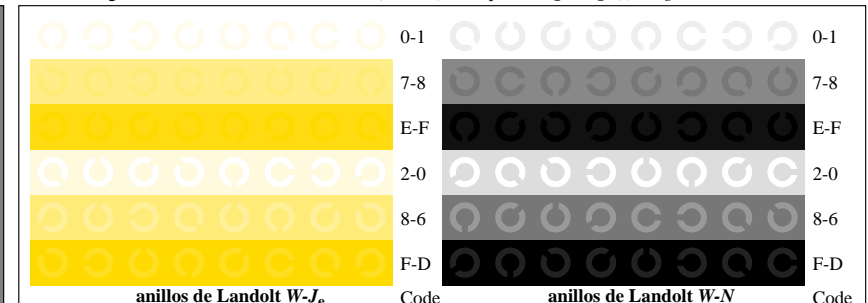 0-1 0-1
7-8 7-8
E-F E-F
2-0 2-0
8-6 8-6
F-D F-D
anillos de Landolt W-Je Code anillos de Landolt W-N Code